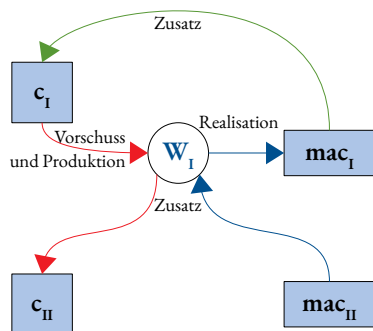 Zusatz
c_I
Vorschuss
und Produktion
W_I
Realisation
mac_I
Zusatz
c_II
mac_II